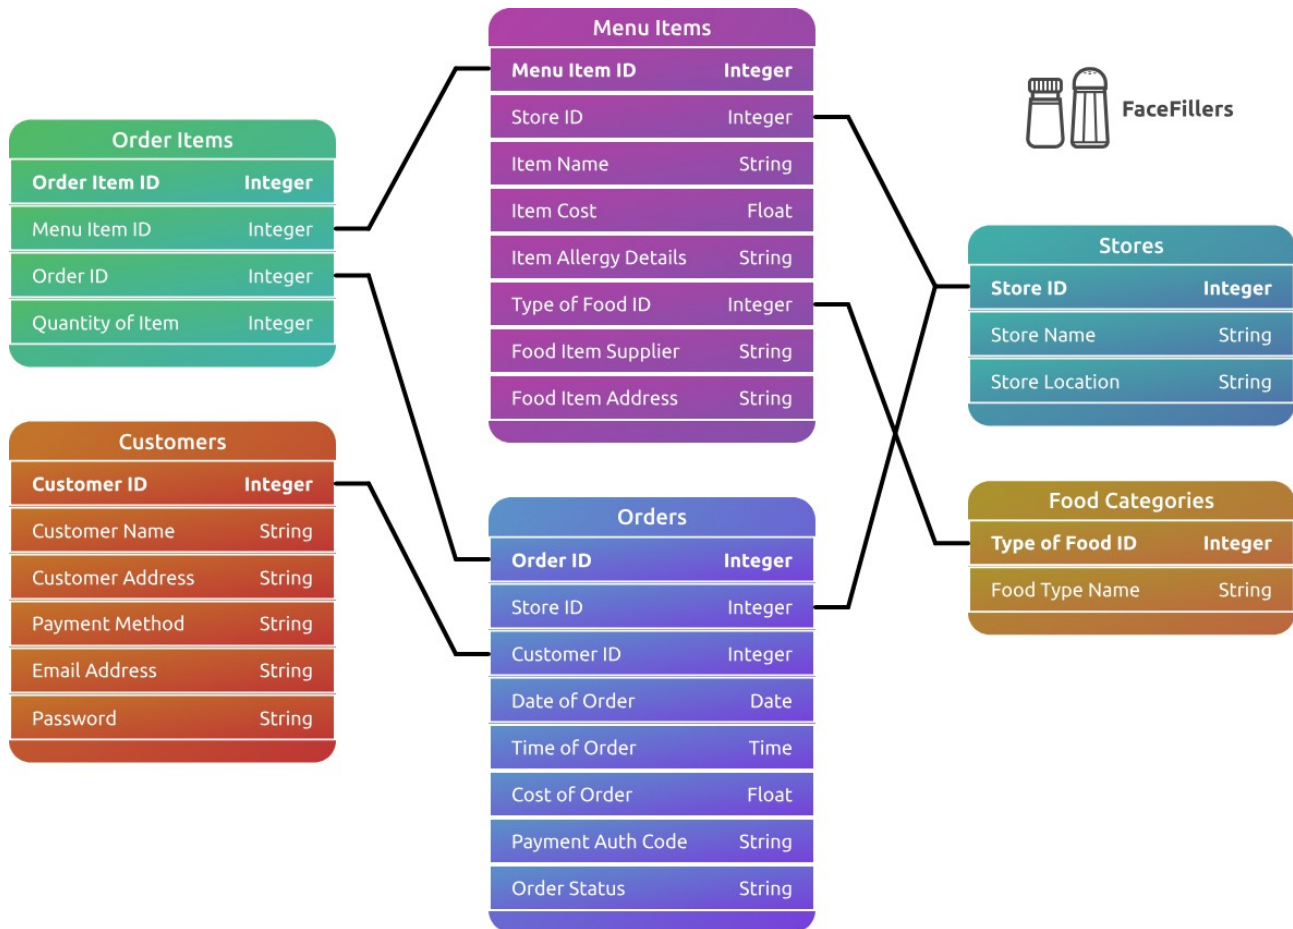 Order Items
Order Item ID Integer
Menu Item ID Integer
Order ID Integer
Quantity of Item Integer
Customers
Customer ID Integer
Customer Name String
Customer Address String
Payment Method String
Email Address String
Password String
Menu Items
Menu Item ID Integer
Store ID Integer
Item Name String
Item Cost Float
Item Allergy Details String
Type of Food ID Integer
Food Item Supplier String
Food Item Address String
Orders
Order ID Integer
Store ID Integer
Customer ID Integer
Date of Order Date
Time of Order Time
Cost of Order Float
Payment Auth Code String
Order Status String
FaceFillers
Stores
Store ID Integer
Store Name String
Store Location String
Food Categories
Type of Food ID Integer
Food Type Name String